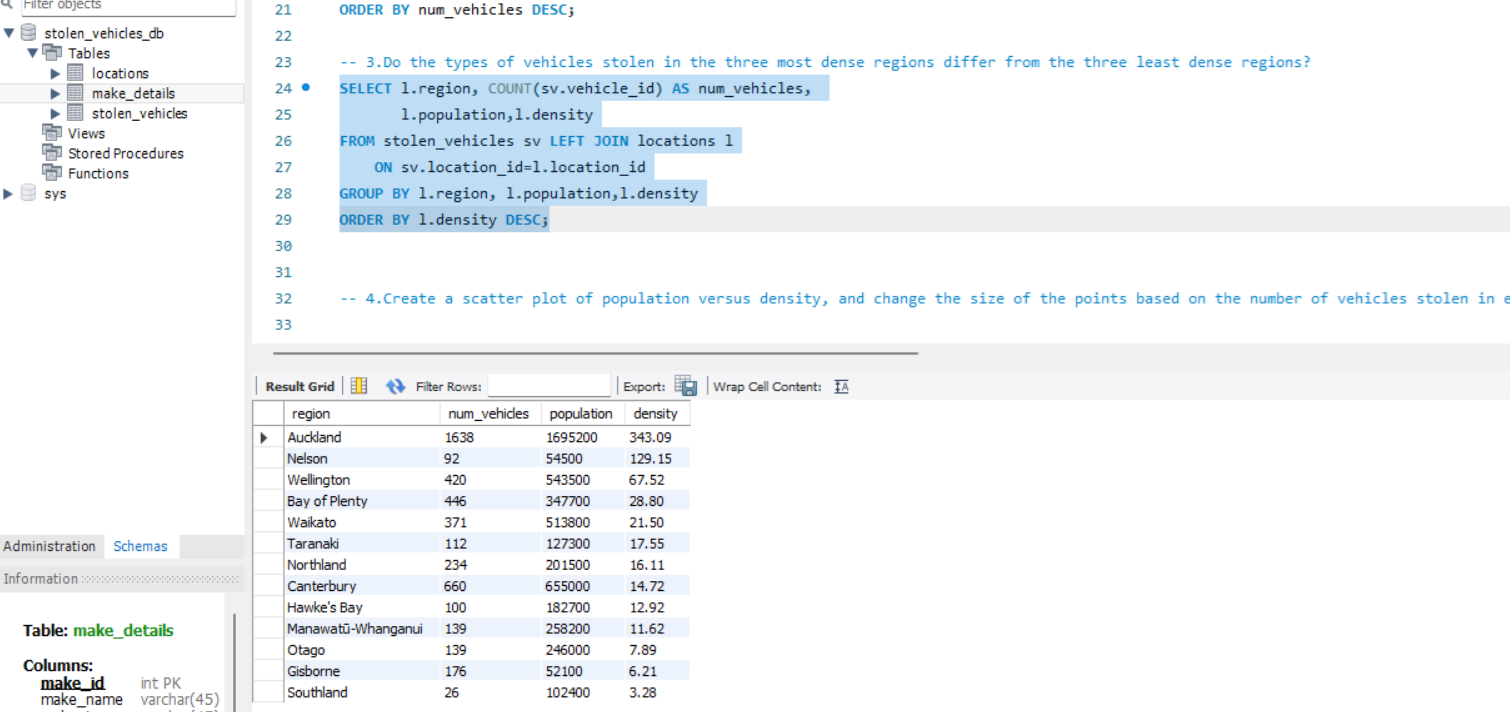 Filter objects
stolen_vehicles_db
Tables
locations
make_details
stolen_vehicles
Views
Stored Procedures
Functions
sys
Administration Schemas
Information
Table: make_details
Columns:
make_id int PK
make_name varchar(45)
21 ORDER BY num_vehicles DESC;
22
23 -- 3.Do the types of vehicles stolen in the three most dense regions differ from the three least dense regions?
24 SELECT l.region, COUNT(sv.vehicle_id) AS num_vehicles,
25 l.population,l.density
26 FROM stolen_vehicles sv LEFT JOIN locations l
27 ON sv.location_id=l.location_id
28 GROUP BY l.region, l.population,l.density
29 ORDER BY l.density DESC;
30
31
32 -- 4.Create a scatter plot of population versus density, and change the size of the points based on the number of vehicles stolen in
33
Result Grid Filter Rows: Export: Wrap Cell Content:
region num_vehicles population density
Auckland 1638 1695200 343.09
Nelson 92 54500 129.15
Wellington 420 543500 67.52
Bay of Plenty 446 347700 28.80
Waikato 371 513800 21.50
Taranaki 112 127300 17.55
Northland 234 201500 16.11
Canterbury 660 655000 14.72
Hawke's Bay 100 182700 12.92
Manawatū-Whanganui 139 258200 11.62
Otago 139 246000 7.89
Gisborne 176 52100 6.21
Southland 26 102400 3.28